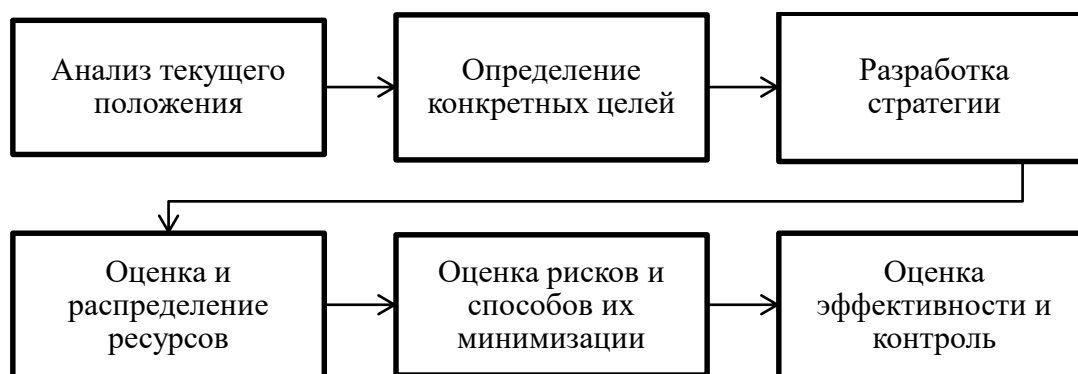 Анализ текущего
положения
Определение
конкретных целей
Разработка
стратегии
Оценка и
распределение
ресурсов
Оценка рисков и
способов их
минимизации
Оценка
эффективности и
контроль